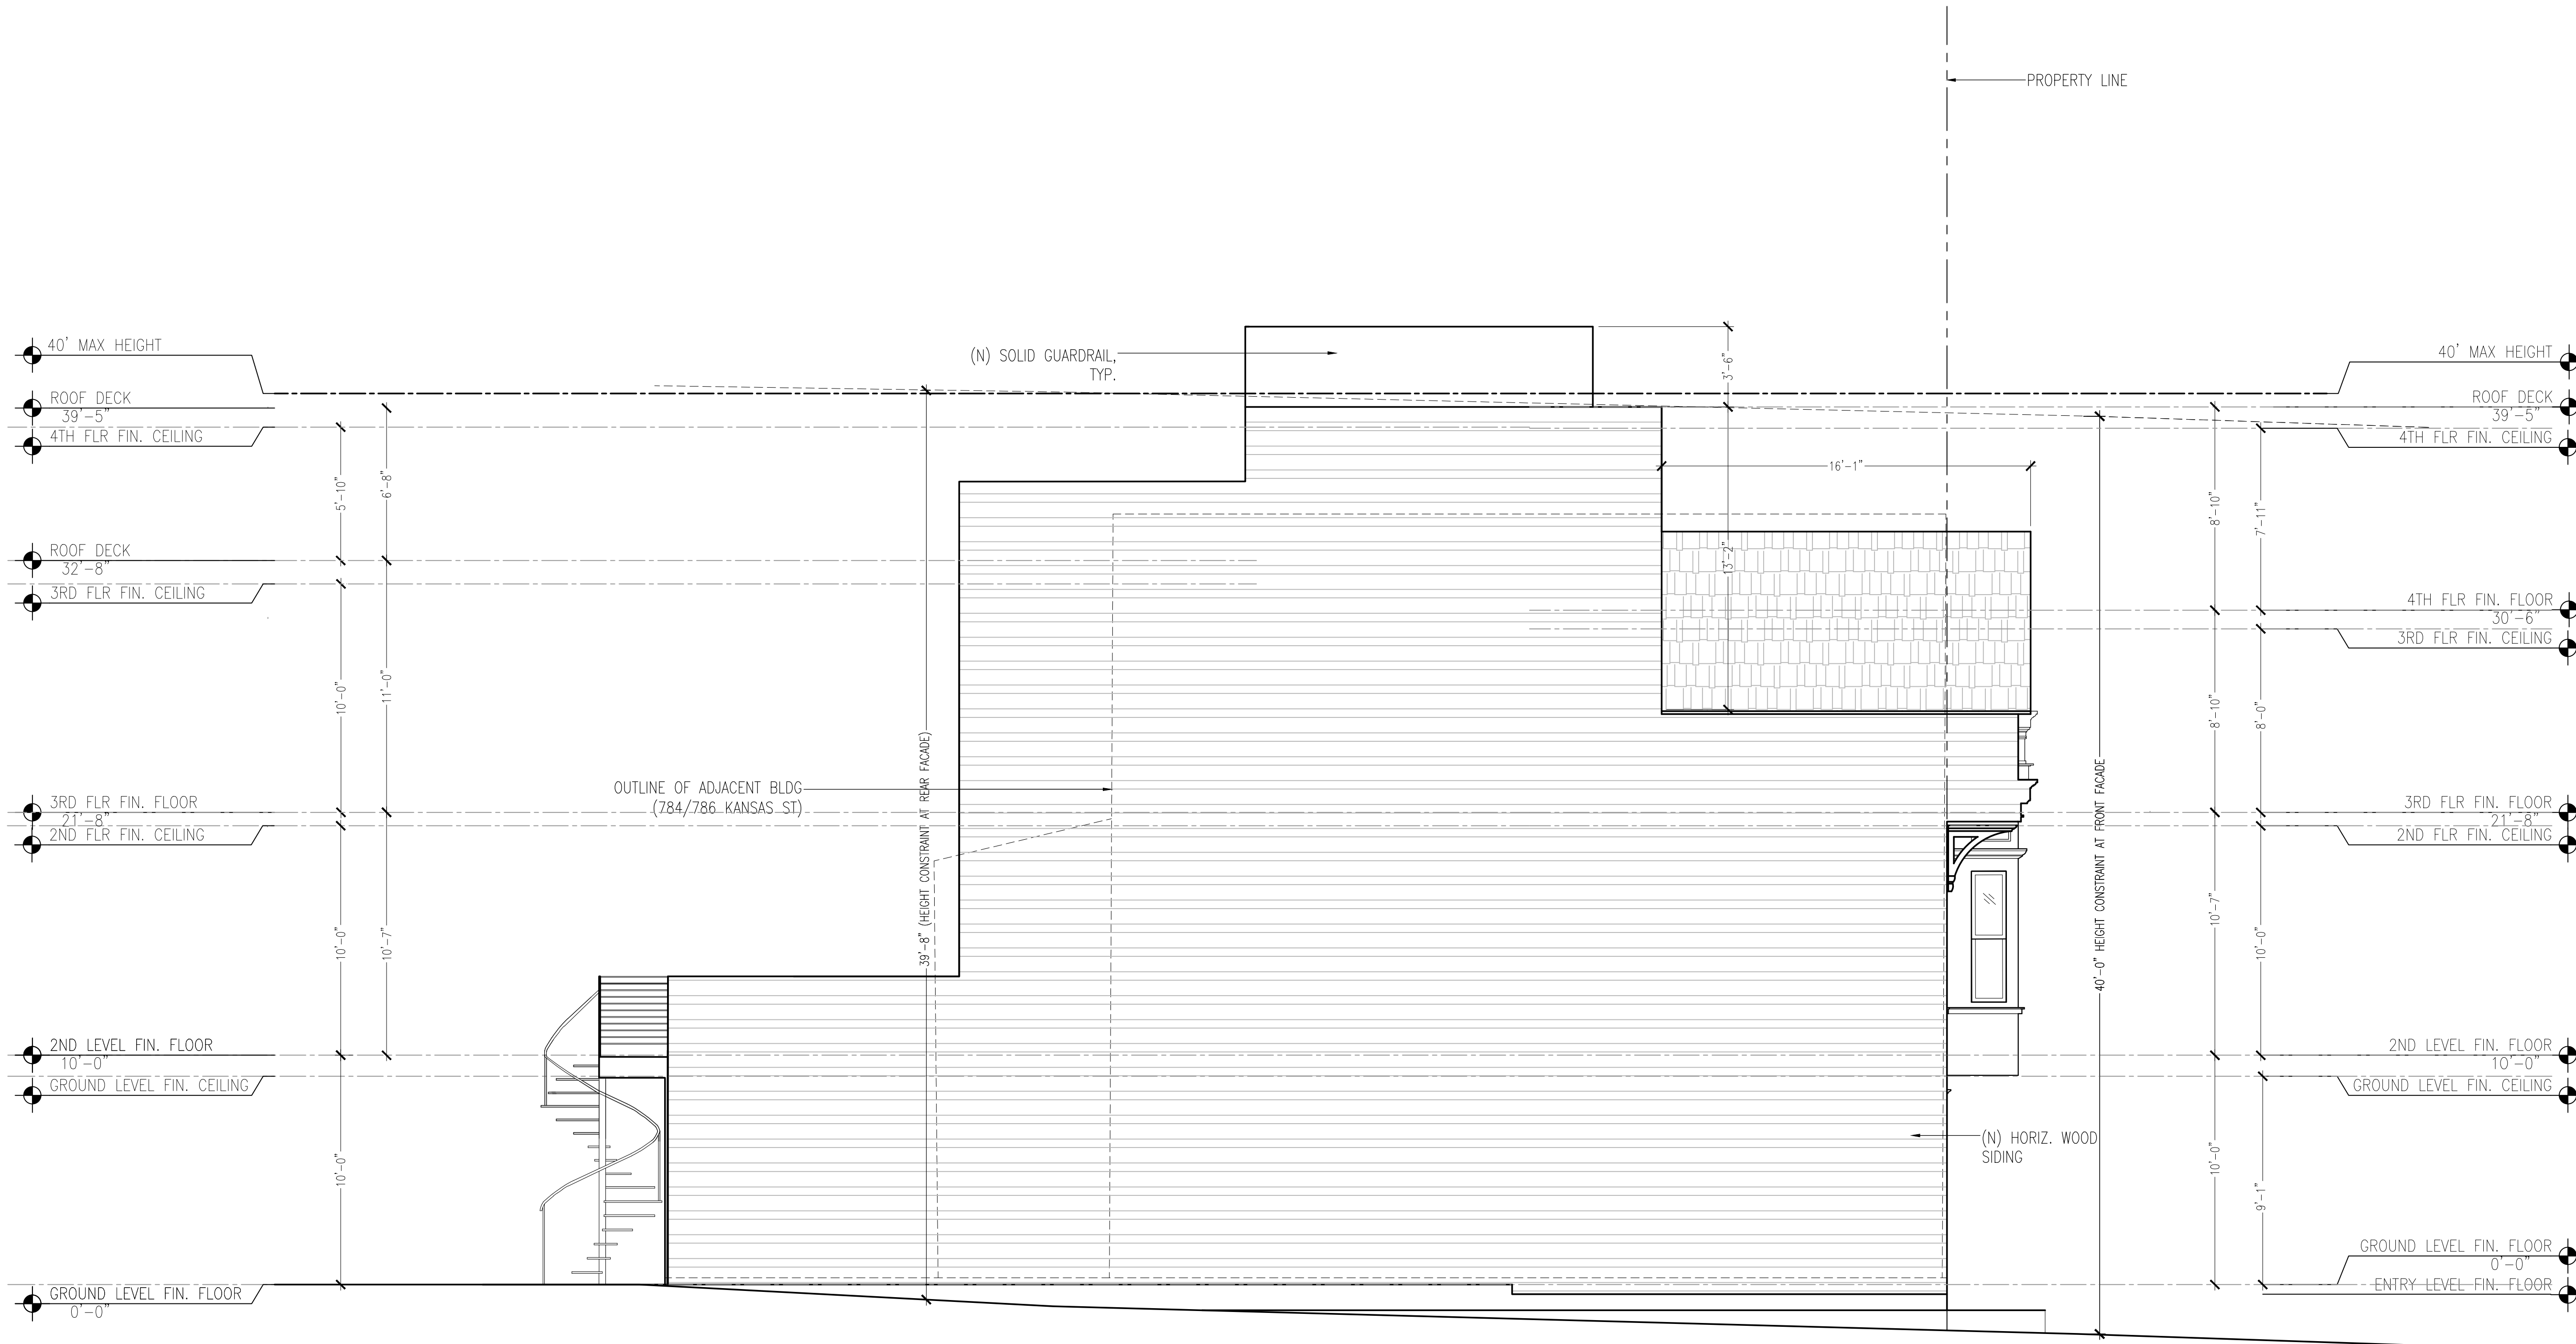 PROPERTY LINE
40' MAX HEIGHT
ROOF DECK
39'-5"
4TH FLR FIN. CEILING
ROOF DECK
32'-8"
3RD FLR FIN. CEILING
3RD FLR FIN. FLOOR
21'-8"
2ND FLR FIN. CEILING
2ND LEVEL FIN. FLOOR
10'-0"
GROUND LEVEL FIN. CEILING
GROUND LEVEL FIN. FLOOR
0'-0"
5'-10"
10'-0"
10'-0"
10'-0"
6'-8"
11'-0"
10'-7"
(N) SOLID GUARDRAIL,
TYP.
OUTLINE OF ADJACENT BLDG
(784/786 KANSAS ST)
39'-8" (HEIGHT CONSTRAINT AT REAR FACADE)
3'-6"
13'-2"
16'-1"
(N) HORIZ. WOOD
SIDING
40'-0" HEIGHT CONSTRAINT AT FRONT FACADE
8'-10"
8'-10"
10'-7"
10'-0"
7'-11"
8'-0"
10'-0"
9'-1"
40' MAX HEIGHT
ROOF DECK
39'-5"
4TH FLR FIN. CEILING
4TH FLR FIN. FLOOR
30'-6"
3RD FLR FIN. CEILING
3RD FLR FIN. FLOOR
21'-8"
2ND FLR FIN. CEILING
2ND LEVEL FIN. FLOOR
10'-0"
GROUND LEVEL FIN. CEILING
GROUND LEVEL FIN. FLOOR
0'-0"
ENTRY LEVEL FIN. FLOOR